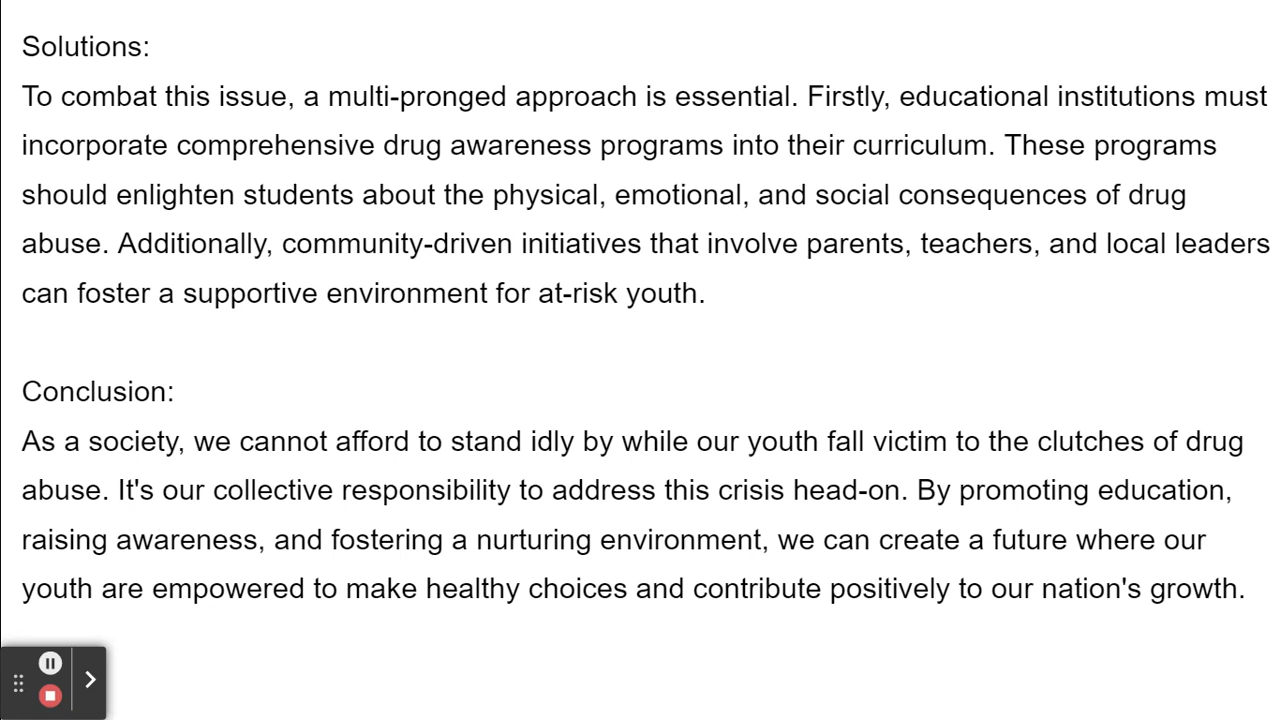 Solutions:
To combat this issue, a multi-pronged approach is essential. Firstly, educational institutions must
incorporate comprehensive drug awareness programs into their curriculum. These programs
should enlighten students about the physical, emotional, and social consequences of drug
abuse. Additionally, community-driven initiatives that involve parents, teachers, and local leaders
can foster a supportive environment for at-risk youth.
Conclusion:
As a society, we cannot afford to stand idly by while our youth fall victim to the clutches of drug
abuse. It's our collective responsibility to address this crisis head-on. By promoting education,
raising awareness, and fostering a nurturing environment, we can create a future where our
youth are empowered to make healthy choices and contribute positively to our nation's growth.